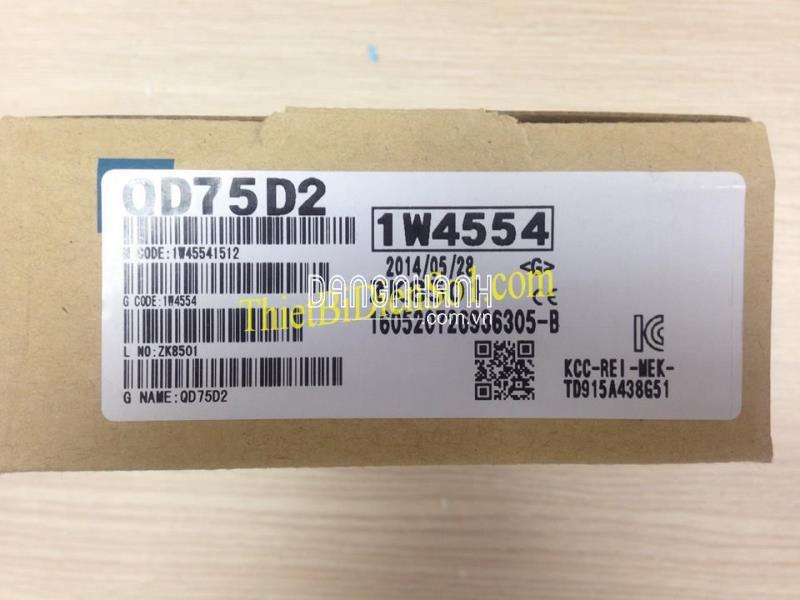 QD75D2
1W4554
N CODE:1W45541512
2014/05/28 <G>
G CODE:1W4554
ThietBiDienSo1.com
DANGNHANH
.com.vn
L NO:ZK8501
G NAME:QD75D2
KCC-REI-MEK-
TD915A438G51